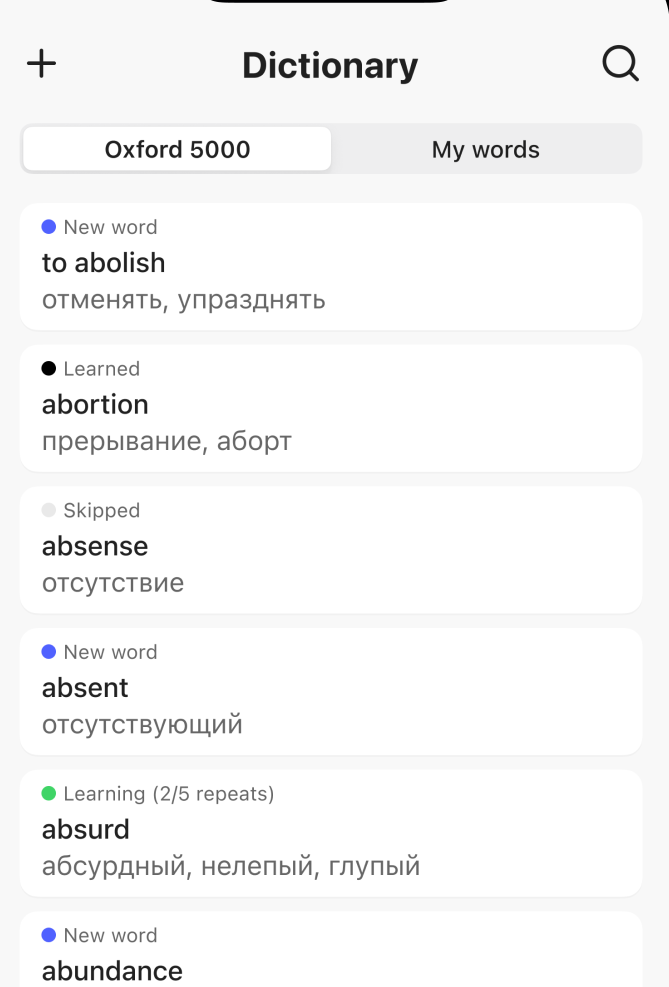 Dictionary
Oxford 5000
My words
New word
to abolish
отменять, упразднять
Learned
abortion
прерывание, аборт
Skipped
absense
отсутствие
New word
absent
отсутствующий
Learning (2/5 repeats)
absurd
абсурдный, нелепый, глупый
New word
abundance